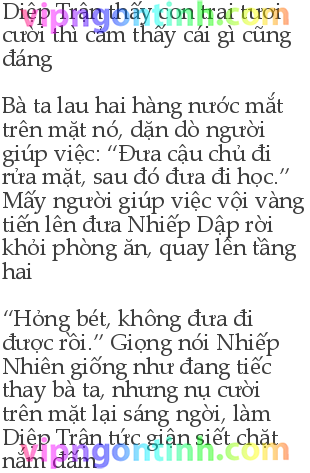 Diệp Trân thấy con trai tươi
cười thì cảm thấy cái gì cũng
đáng
Bà ta lau hai hàng nước mắt
trên mặt nó, dặn dò người
giúp việc: “Đưa cậu chủ đi
rửa mặt, sau đó đưa đi học.”
Mấy người giúp việc vội vàng
tiến lên đưa Nhiếp Dập rời
khỏi phòng ăn, quay lên tầng
hai
“Hỏng bét, không đưa đi
được rồi.” Giọng nói Nhiếp
Nhiên giống như đang tiếc
thay bà ta, nhưng nụ cười
trên mặt lại sáng ngời, làm
Diệp Trân tức giận siết chặt
nắm đấm
vipngontinh.com
vipngontinh.com